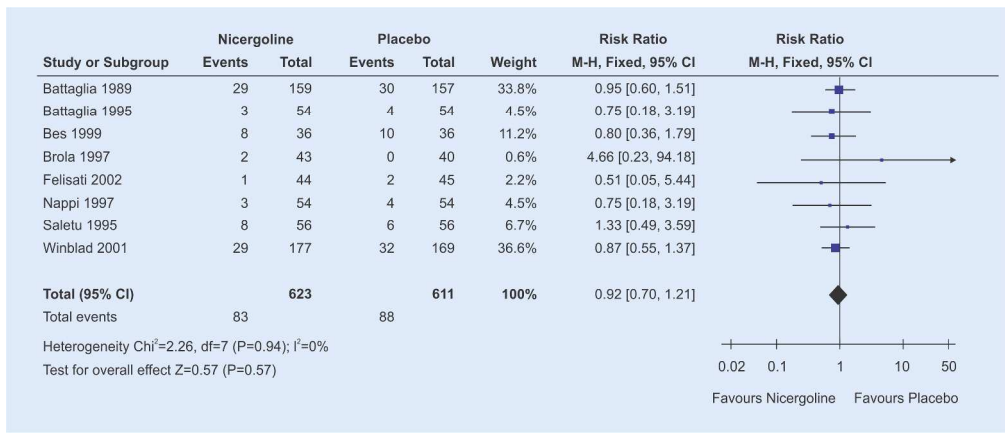 Nicergoline Placebo Risk Ratio Risk Ratio
Study or Subgroup Events Total Events Total Weight M-H, Fixed, 95% CI M-H, Fixed, 95% CI
Battaglia 1989 29 159 30 157 33.8% 0.95 [0.60, 1.51]
Battaglia 1995 3 54 4 54 4.5% 0.75 [0.18, 3.19]
Bes 1999 8 36 10 36 11.2% 0.80 [0.36, 1.79]
Brola 1997 2 43 0 40 0.6% 4.66 [0.23, 94.18]
Felisati 2002 1 44 2 45 2.2% 0.51 [0.05, 5.44]
Nappi 1997 3 54 4 54 4.5% 0.75 [0.18, 3.19]
Saletu 1995 8 56 6 56 6.7% 1.33 [0.49, 3.59]
Winblad 2001 29 177 32 169 36.6% 0.87 [0.55, 1.37]
Total (95% CI) 623 611 100% 0.92 [0.70, 1.21]
Total events 83 88
Heterogeneity Chi²=2.26, df=7 (P=0.94); I²=0%
Test for overall effect Z=0.57 (P=0.57)
0.02 0.1 1 10 50
Favours Nicergoline Favours Placebo